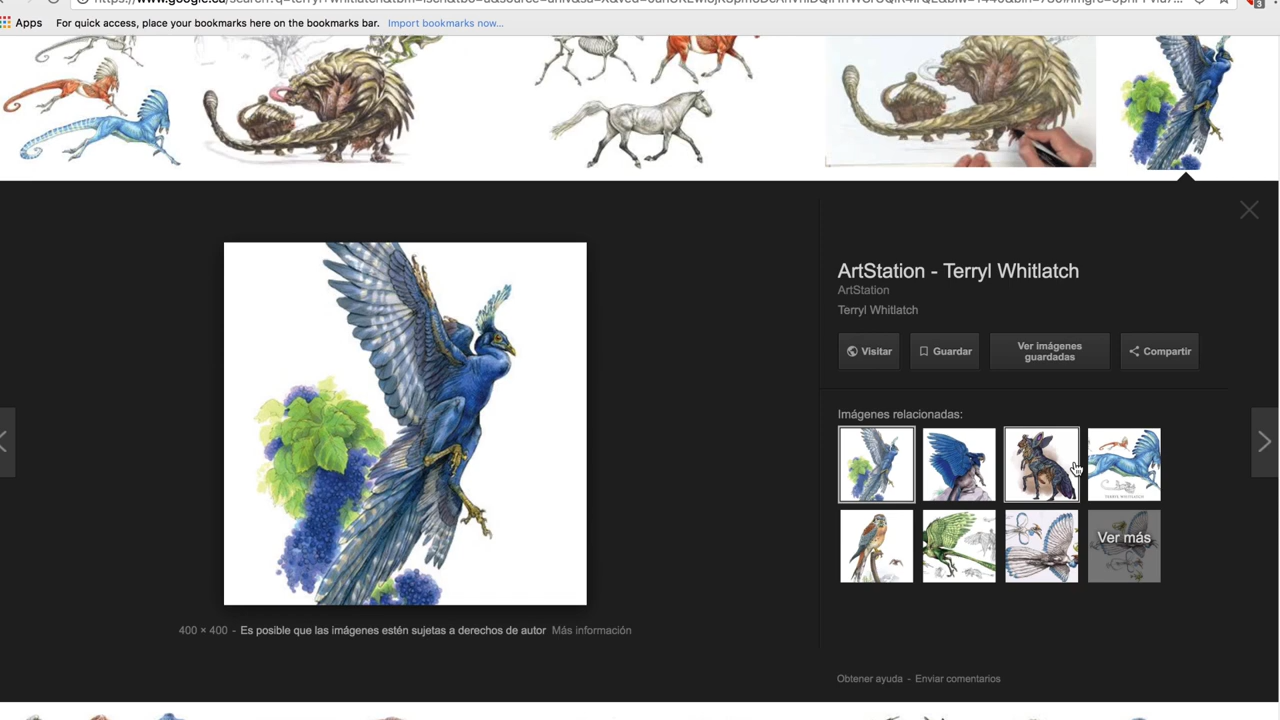 Apps For quick access, place your bookmarks here on the bookmarks bar. Import bookmarks now...
ArtStation - Terryl Whitlatch
ArtStation
Terryl Whitlatch
Visitar Guardar Ver imágenes guardadas Compartir
Imágenes relacionadas:
TERRYL WHITLATCH
Ver más
400 × 400 - Es posible que las imágenes estén sujetas a derechos de autor Más información
Obtener ayuda - Enviar comentarios